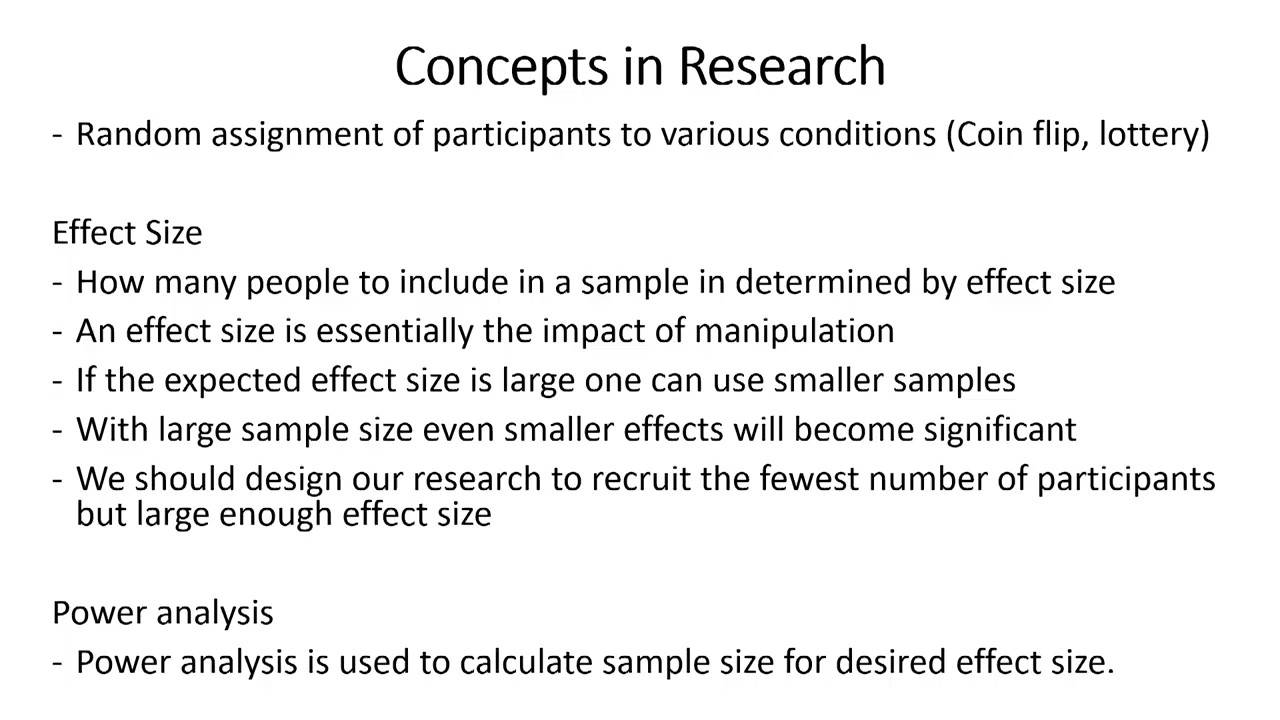 Concepts in Research
- Random assignment of participants to various conditions (Coin flip, lottery)
Effect Size
- How many people to include in a sample in determined by effect size
- An effect size is essentially the impact of manipulation
- If the expected effect size is large one can use smaller samples
- With large sample size even smaller effects will become significant
- We should design our research to recruit the fewest number of participants
but large enough effect size
Power analysis
- Power analysis is used to calculate sample size for desired effect size.